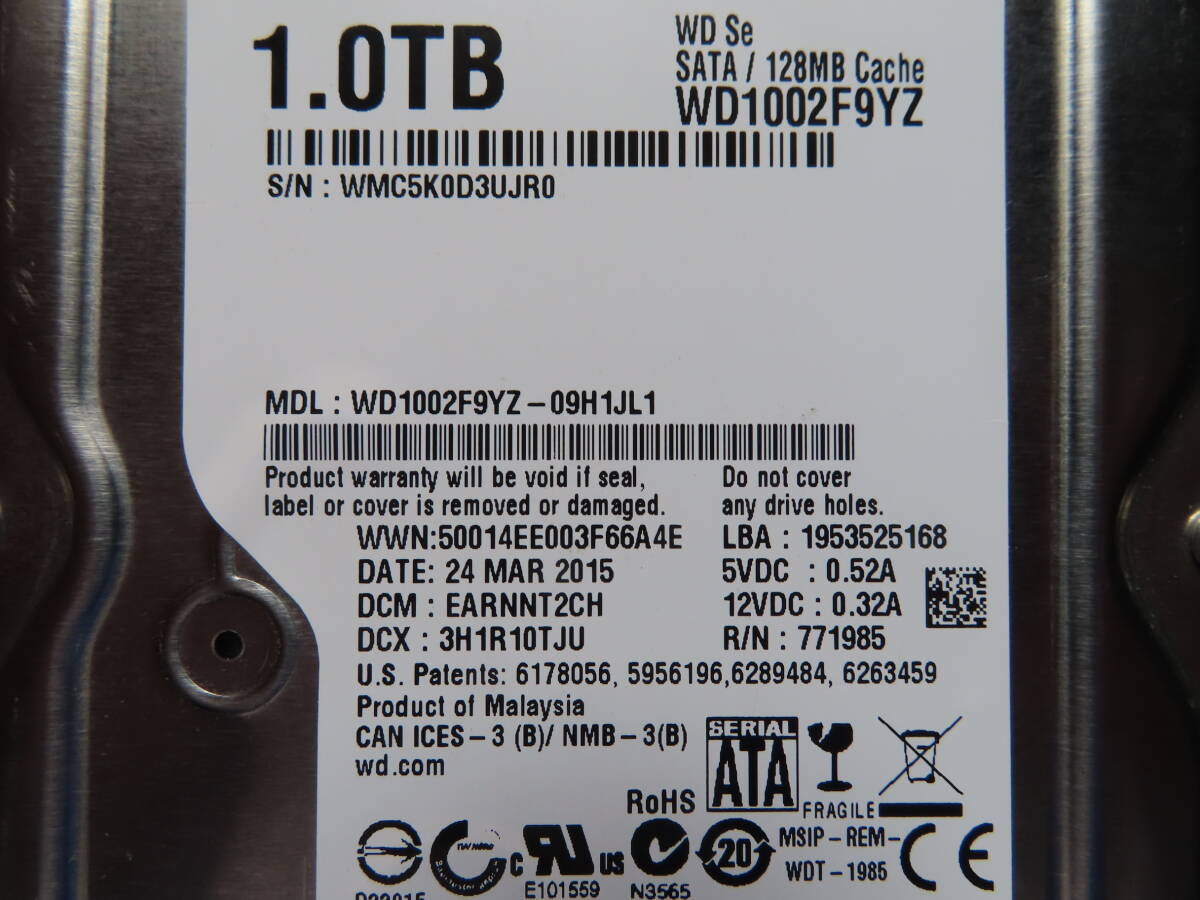 1.0TB
WD Se
SATA / 128MB Cache
WD1002F9YZ
S/N : WMC5K0D3UJR0
MDL : WD1002F9YZ-09H1JL1
Product warranty will be void if seal,
label or cover is removed or damaged.
Do not cover
any drive holes.
WWN:50014EE003F66A4E
LBA : 1953525168
DATE: 24 MAR 2015
5VDC : 0.52A
DCM : EARNNT2CH
12VDC : 0.32A
DCX : 3H1R10TJU
R/N : 771985
U.S. Patents: 6178056, 5956196,6289484, 6263459
Product of Malaysia
CAN ICES-3 (B)/ NMB-3(B)
wd.com
RoHS
SERIAL
ATA
FRAGILE
c UR us
E101559
N3565
20
MSIP-REM-
WDT-1985
CE